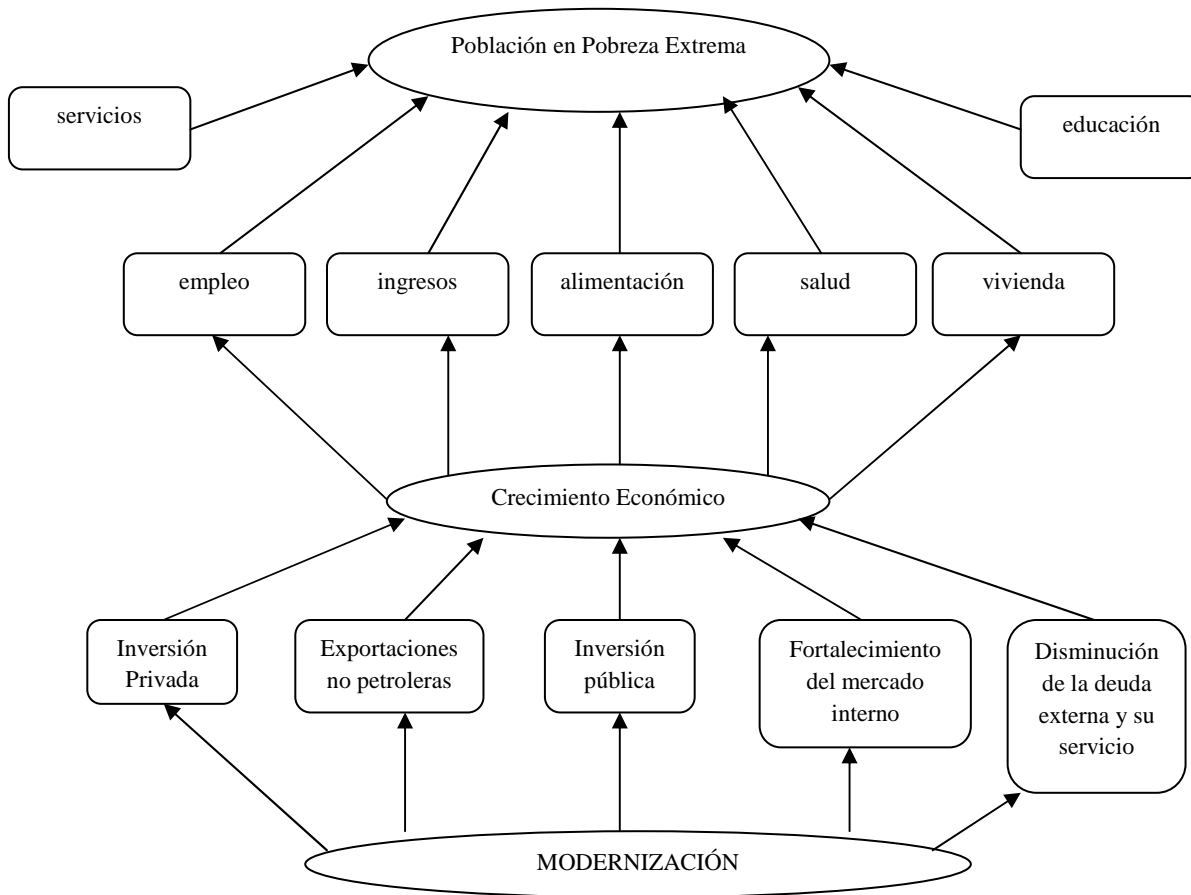 Población en Pobreza Extrema
servicios
educación
empleo
ingresos
alimentación
salud
vivienda
Crecimiento Económico
Inversión
Privada
Exportaciones
no petroleras
Inversión
pública
Fortalecimiento
del mercado
interno
Disminución
de la deuda
externa y su
servicio
MODERNIZACIÓN